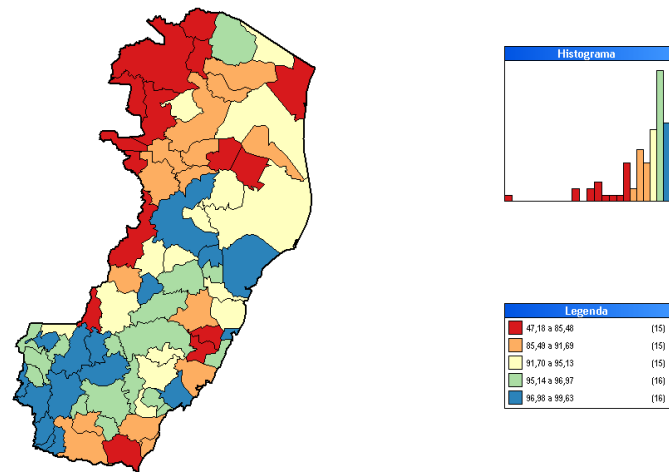 Histograma
Legenda
47,18 a 85,48 (15)
85,49 a 91,69 (15)
91,70 a 95,13 (15)
95,14 a 96,97 (16)
96,98 a 99,63 (16)